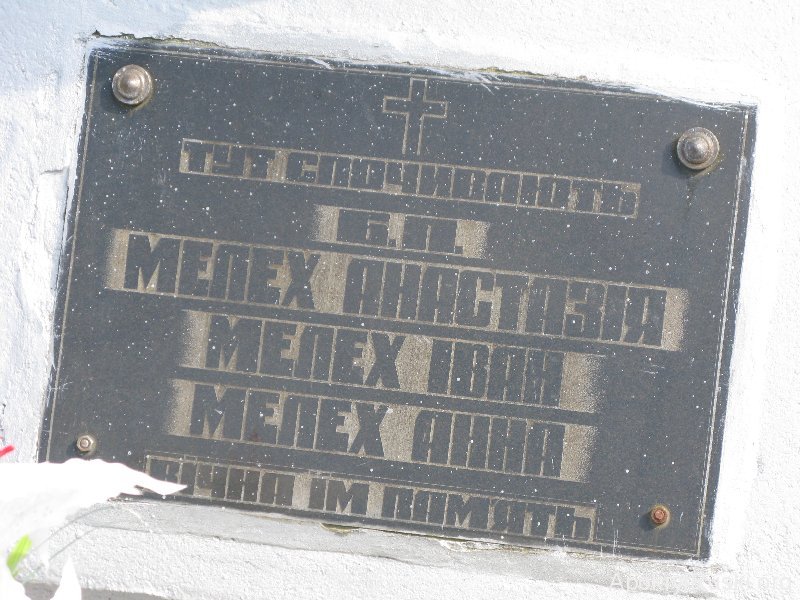 ТУТ СПОЧИВАЮТЬ
Б.П.
МЕЛЕХ АНАСТАЗІЯ
МЕЛЕХ ІВАН
МЕЛЕХ АННА
ВІЧНА ЇМ ПАМЯТЬ